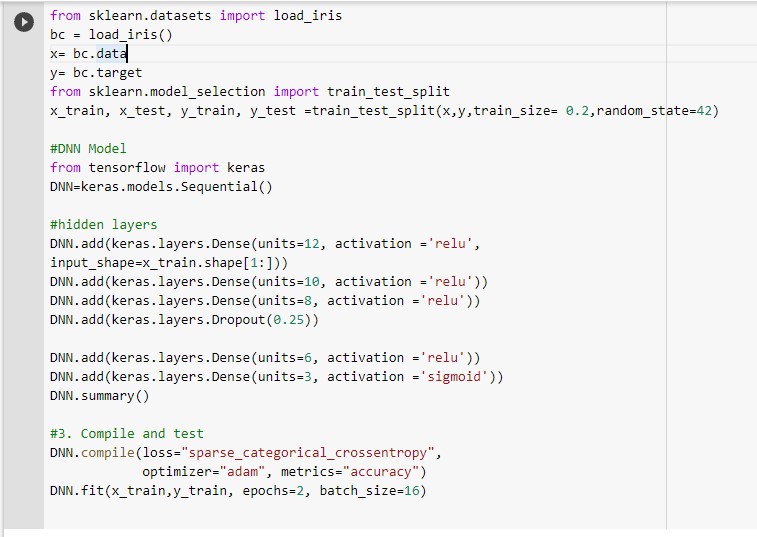 from sklearn.datasets import load_iris
bc = load_iris()
x= bc.data
y= bc.target
from sklearn.model_selection import train_test_split
x_train, x_test, y_train, y_test =train_test_split(x,y,train_size= 0.2,random_state=42)
#DNN Model
from tensorflow import keras
DNN=keras.models.Sequential()
#hidden layers
DNN.add(keras.layers.Dense(units=12, activation ='relu',
input_shape=x_train.shape[1:]))
DNN.add(keras.layers.Dense(units=10, activation ='relu'))
DNN.add(keras.layers.Dense(units=8, activation ='relu'))
DNN.add(keras.layers.Dropout(0.25))
DNN.add(keras.layers.Dense(units=6, activation ='relu'))
DNN.add(keras.layers.Dense(units=3, activation ='sigmoid'))
DNN.summary()
#3. Compile and test
DNN.compile(loss="sparse_categorical_crossentropy",
optimizer="adam", metrics="accuracy")
DNN.fit(x_train,y_train, epochs=2, batch_size=16)